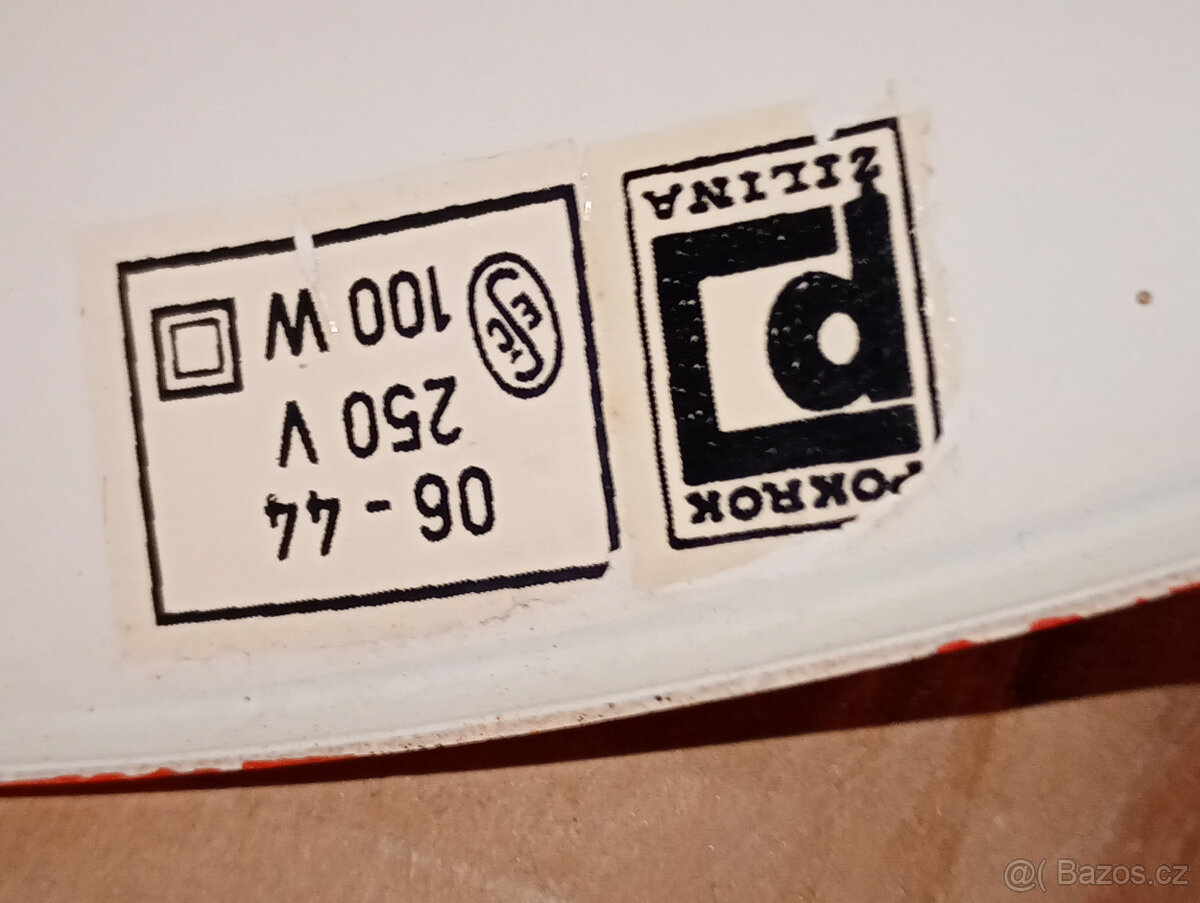 POKROK
ŽILINA
06-44
250 V
100 W
@( Bazos.cz